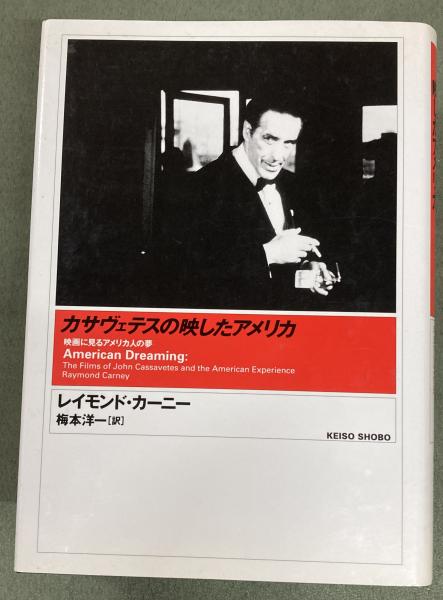 カサヴェテスの映したアメリカ
映画に見るアメリカ人の夢
American Dreaming:
The Films of John Cassavetes and the American Experience
Raymond Carney
レイモンド・カーニー
梅本洋一[訳]
KEISO SHOBO